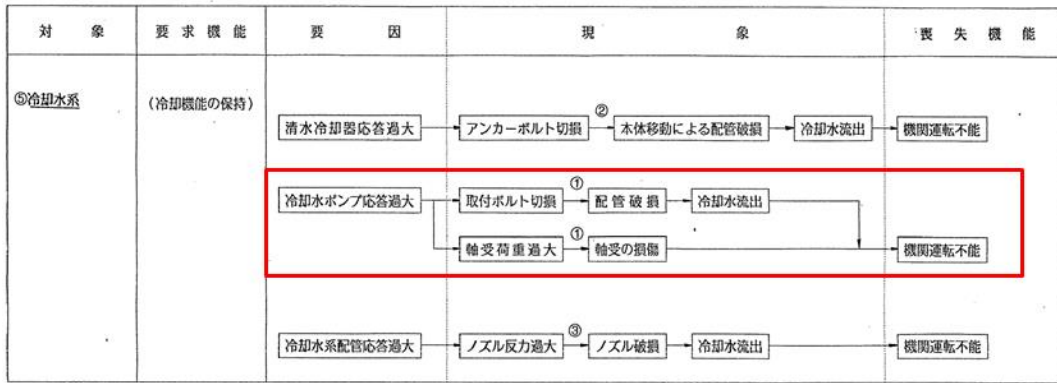 対象 要求機能 要因 現象 喪失機能
⑤冷却水系 (冷却機能の保持)
清水冷却器応答過大 アンカーボルト切損 ② 本体移動による配管破損 冷却水流出 機関運転不能
冷却水ポンプ応答過大 取付ボルト切損 ① 配管破損 冷却水流出
軸受荷重過大 ① 軸受の損傷 機関運転不能
冷却水系配管応答過大 ノズル反力過大 ③ ノズル破損 冷却水流出 機関運転不能